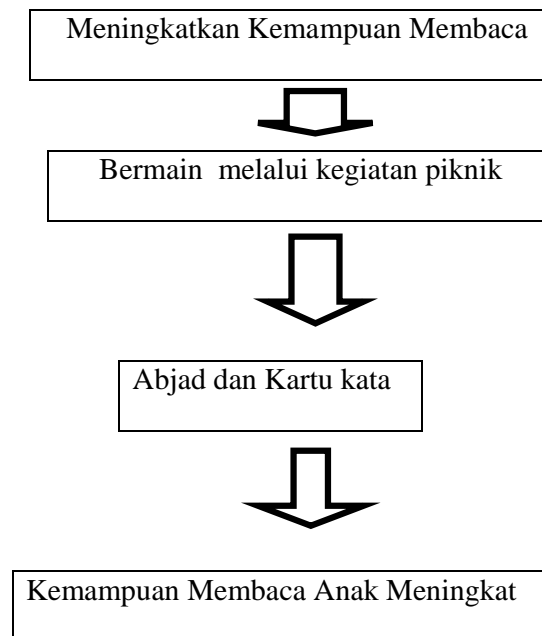 Meningkatkan Kemampuan Membaca
Bermain melalui kegiatan piknik
Abjad dan Kartu kata
Kemampuan Membaca Anak Meningkat